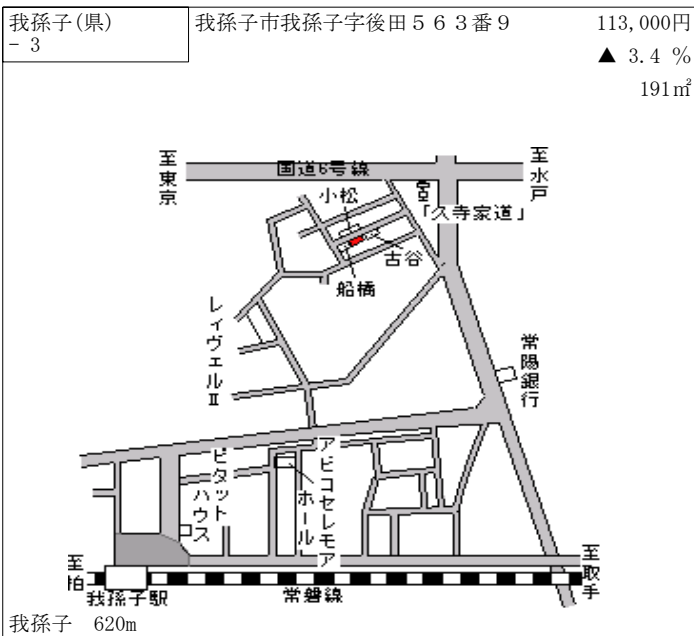 我孫子(県)
- 3
我孫子市我孫子字後田５６３番９
113,000円
▲ 3.4 %
191㎡
至東京
国道6号線
至水戸
小松
宮
「久寺家道」
古谷
船橋
レィヴェルⅡ
常陽銀行
ピタットハウス
アビコセレモアホール
至柏
我孫子駅
常磐線
至取手
我孫子　620m